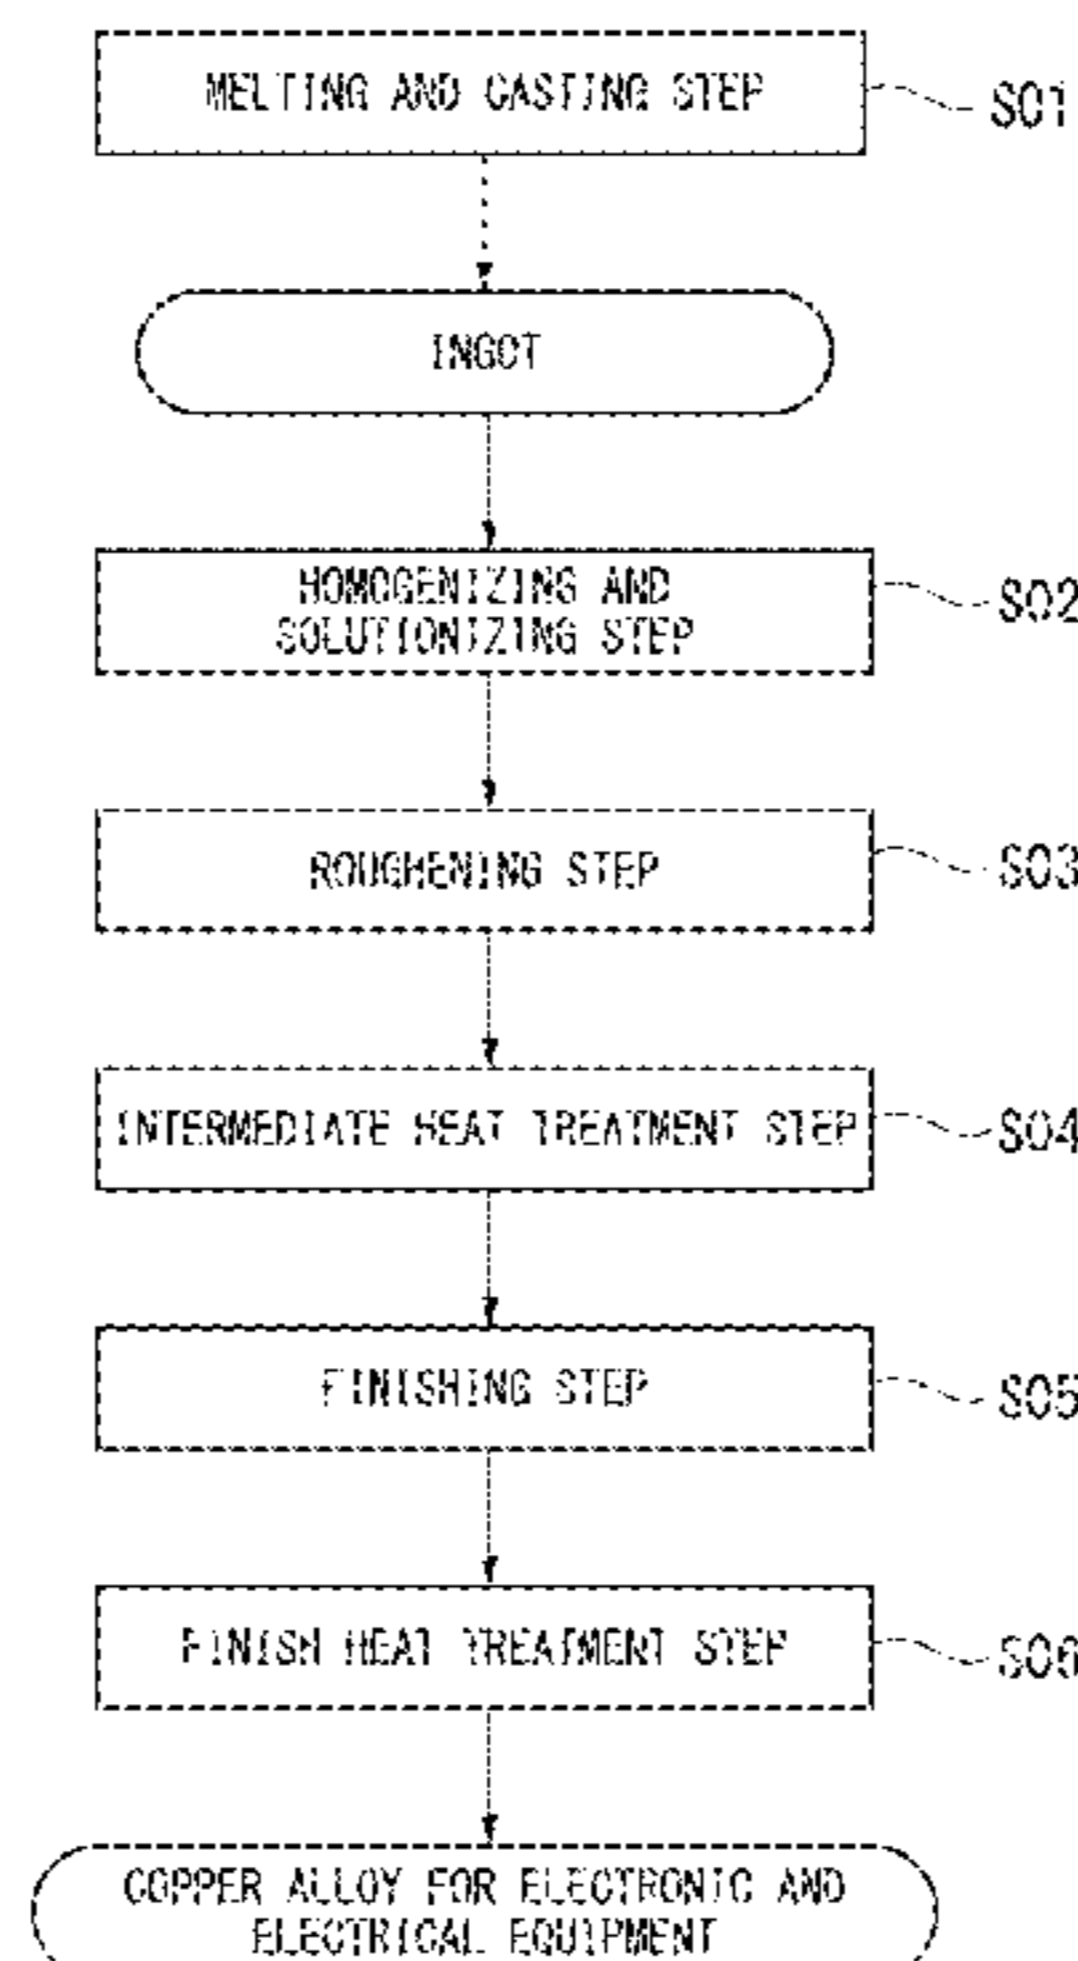 MELTING AND CASTING STEP
S01
INGOT
HOMOGENIZING AND
SOLUTIONIZING STEP
S02
ROUGHENING STEP
S03
INTERMEDIATE HEAT TREATMENT STEP
S04
FINISHING STEP
S05
FINISH HEAT TREATMENT STEP
S06
COPPER ALLOY FOR ELECTRONIC AND
ELECTRICAL EQUIPMENT